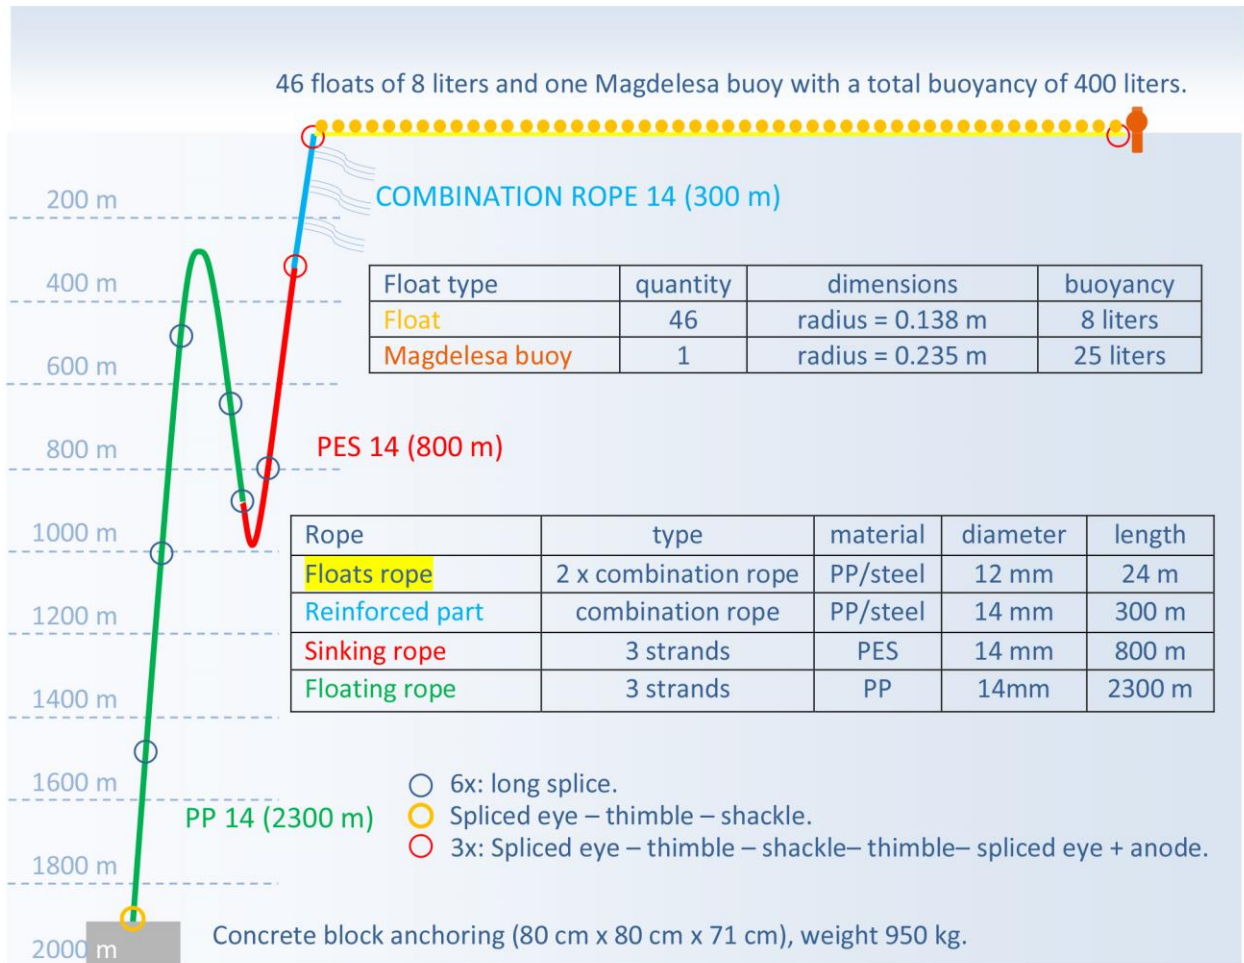 46 floats of 8 liters and one Magdelesa buoy with a total buoyancy of 400 liters.
200 m
COMBINATION ROPE 14 (300 m)
400 m
Float type quantity dimensions buoyancy
Float 46 radius = 0.138 m 8 liters
Magdelesa buoy 1 radius = 0.235 m 25 liters
600 m
800 m
PES 14 (800 m)
1000 m
Rope type material diameter length
Floats rope 2 x combination rope PP/steel 12 mm 24 m
Reinforced part combination rope PP/steel 14 mm 300 m
Sinking rope 3 strands PES 14 mm 800 m
Floating rope 3 strands PP 14mm 2300 m
1200 m
1400 m
1600 m
6x: long splice.
PP 14 (2300 m)
Spliced eye – thimble – shackle.
3x: Spliced eye – thimble – shackle– thimble– spliced eye + anode.
1800 m
2000 m
Concrete block anchoring (80 cm x 80 cm x 71 cm), weight 950 kg.